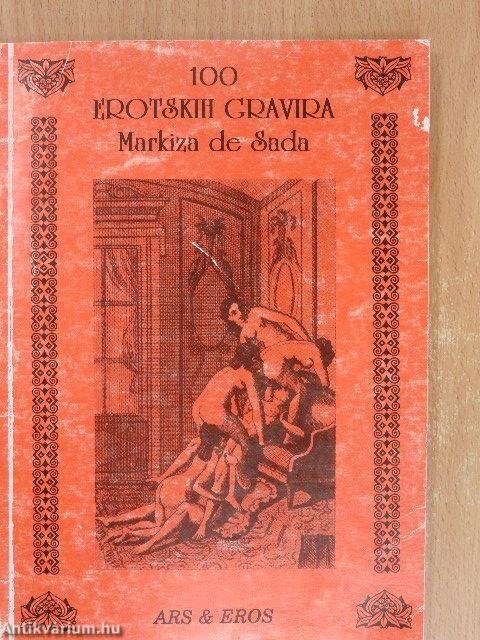 100
EROTSKIH GRAVIRA
Markiza de Sada
ARS & EROS
Antikvarium.hu